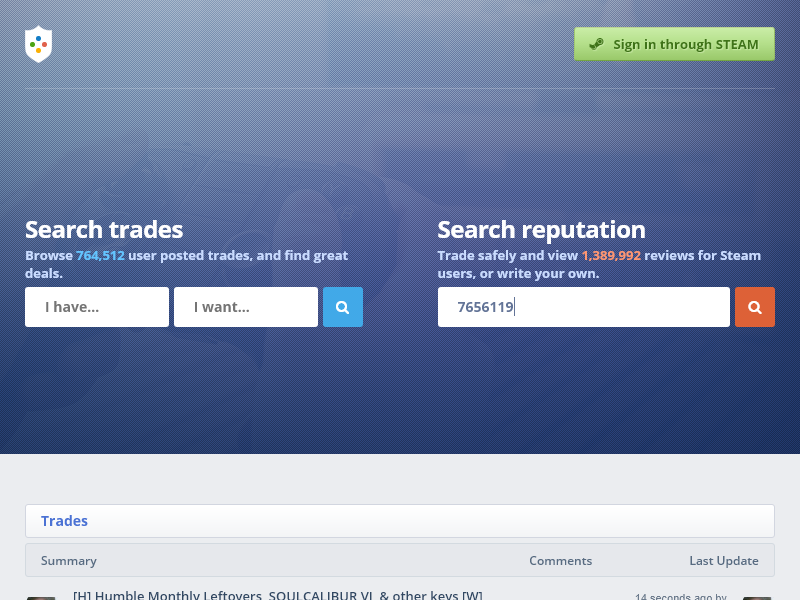 Sign in through STEAM
Search trades
Browse 764,512 user posted trades, and find great
deals.
I have...
I want...
Search reputation
Trade safely and view 1,389,992 reviews for Steam
users, or write your own.
7656119
Trades
Summary
Comments
Last Update
[H] Humble Monthly Leftovers, SOULCALIBUR VI, & other keys [W]
14 seconds ago by